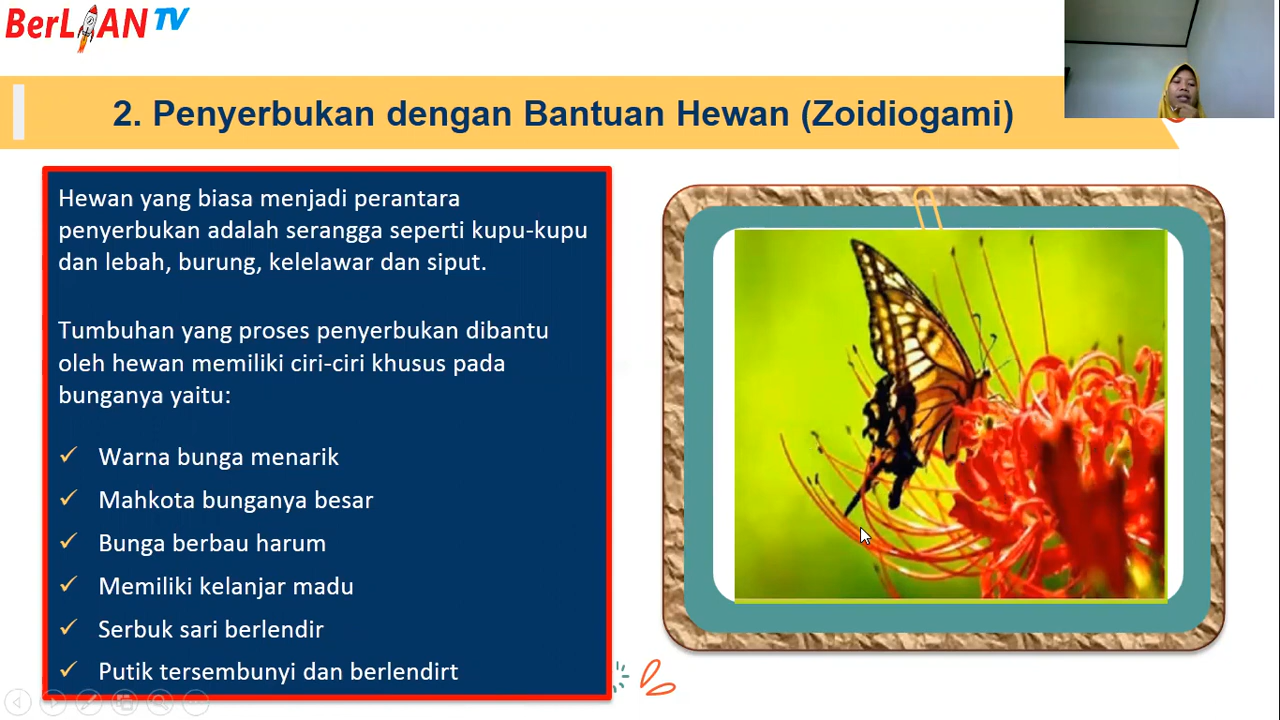 BerLIAN TV
2. Penyerbukan dengan Bantuan Hewan (Zoidiogami)
Hewan yang biasa menjadi perantara
penyerbukan adalah serangga seperti kupu-kupu
dan lebah, burung, kelelawar dan siput.
Tumbuhan yang proses penyerbukan dibantu
oleh hewan memiliki ciri-ciri khusus pada
bunganya yaitu:
Warna bunga menarik
Mahkota bunganya besar
Bunga berbau harum
Memiliki kelanjar madu
Serbuk sari berlendir
Putik tersembunyi dan berlendirt